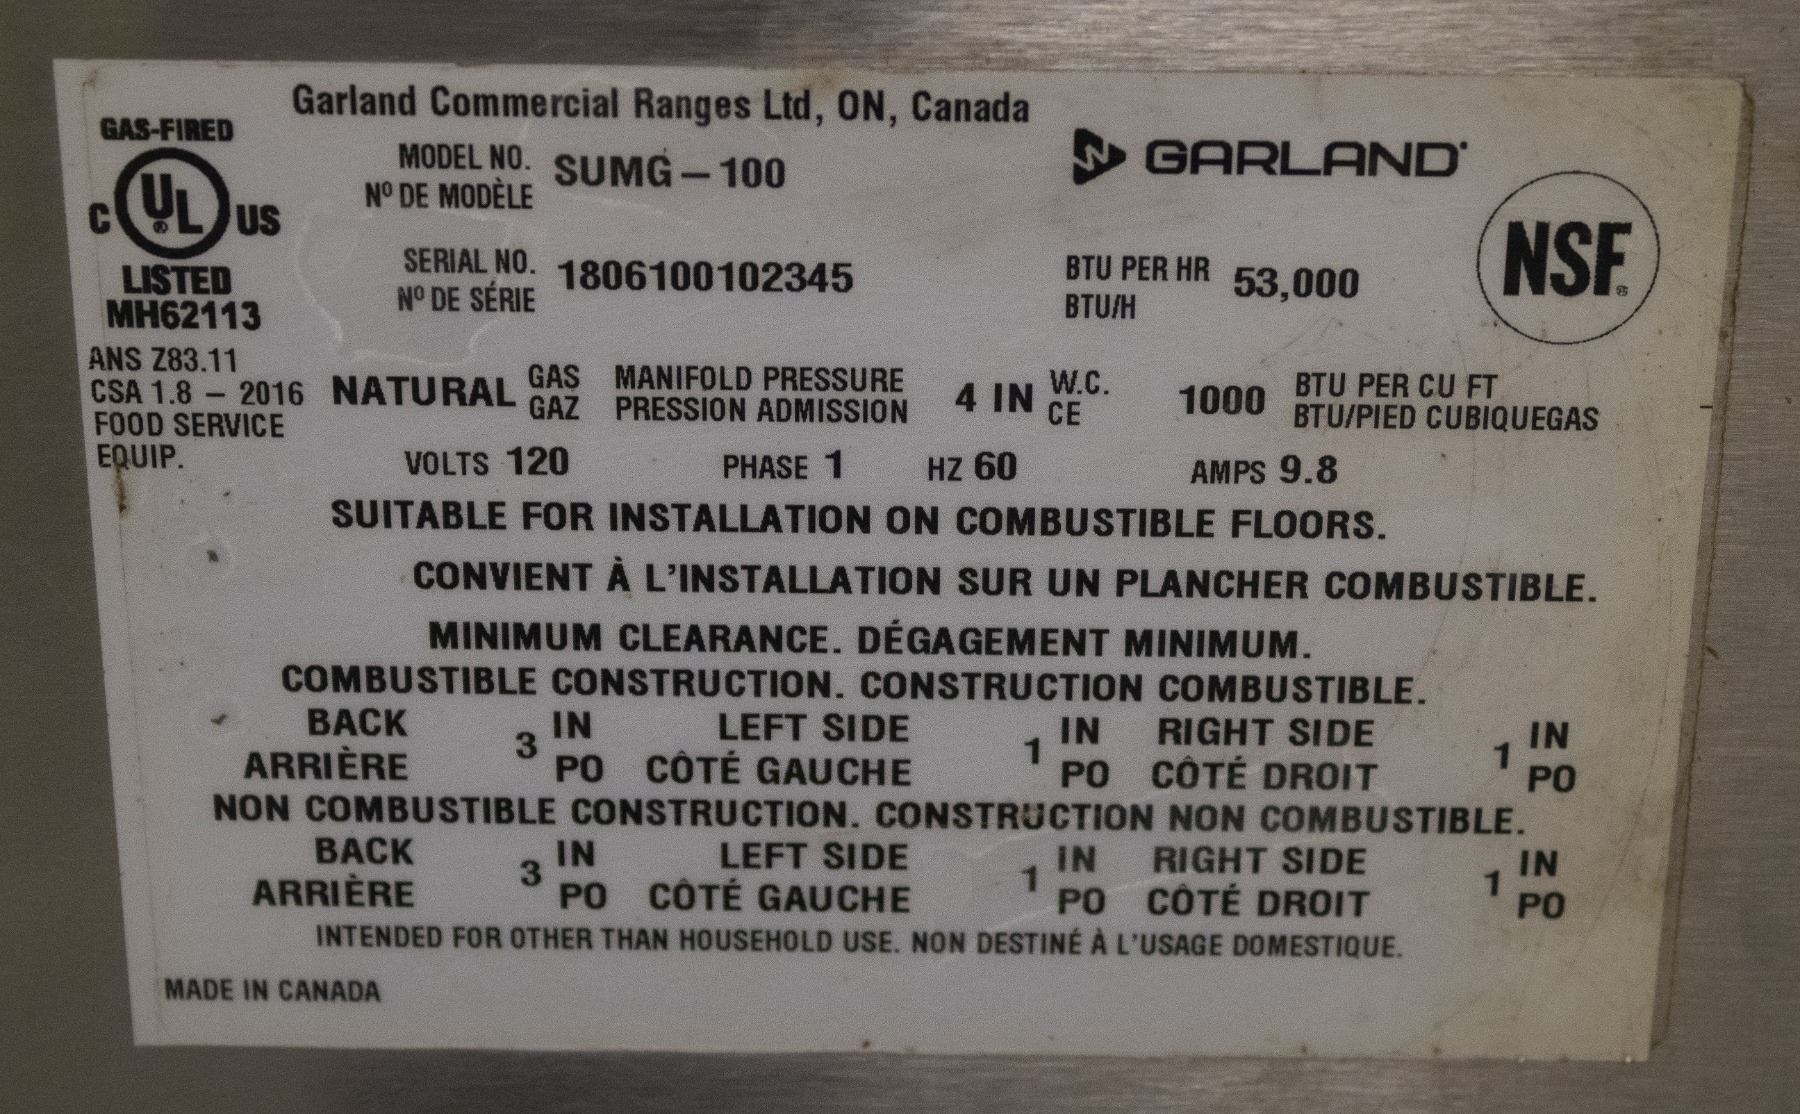 Garland Commercial Ranges Ltd, ON, Canada
GAS-FIRED
C UL® US
LISTED
MH62113
MODEL NO. SUMG – 100
Nº DE MODÈLE
GARLAND
NSF®
SERIAL NO. 1806100102345
Nº DE SÉRIE
BTU PER HR 53,000
BTU/H
ANS Z83.11
CSA 1.8 – 2016
FOOD SERVICE
EQUIP.
NATURAL GAS
GAZ
MANIFOLD PRESSURE 4 IN W.C.
PRESSION ADMISSION CE
1000 BTU PER CU FT
BTU/PIED CUBIQUEGAS
VOLTS 120 PHASE 1 HZ 60 AMPS 9.8
SUITABLE FOR INSTALLATION ON COMBUSTIBLE FLOORS.
CONVIENT À L'INSTALLATION SUR UN PLANCHER COMBUSTIBLE.
MINIMUM CLEARANCE. DÉGAGEMENT MINIMUM.
COMBUSTIBLE CONSTRUCTION. CONSTRUCTION COMBUSTIBLE.
BACK 3 IN LEFT SIDE 1 IN RIGHT SIDE 1 IN
ARRIÈRE PO CÔTÉ GAUCHE PO CÔTÉ DROIT PO
NON COMBUSTIBLE CONSTRUCTION. CONSTRUCTION NON COMBUSTIBLE.
BACK 3 IN LEFT SIDE 1 IN RIGHT SIDE 1 IN
ARRIÈRE PO CÔTÉ GAUCHE PO CÔTÉ DROIT PO
INTENDED FOR OTHER THAN HOUSEHOLD USE. NON DESTINÉ À L'USAGE DOMESTIQUE.
MADE IN CANADA